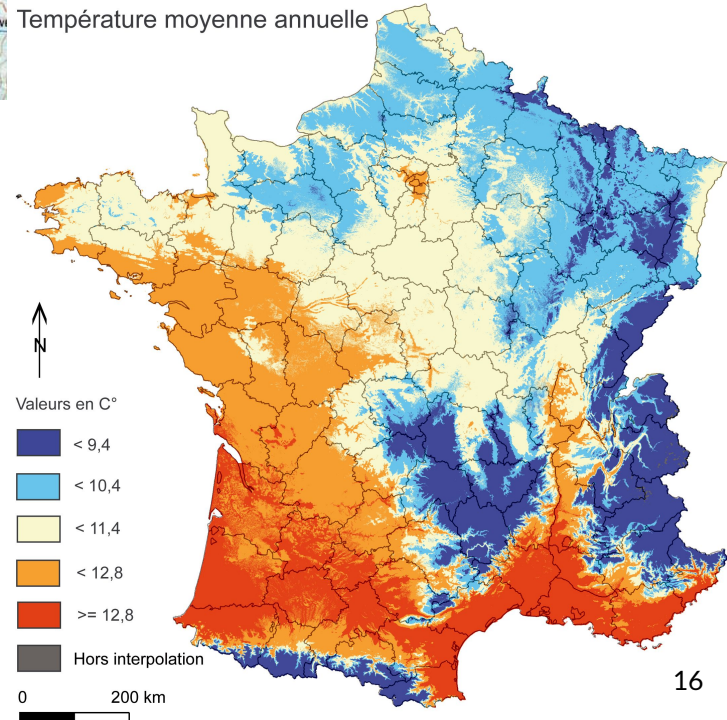 Température moyenne annuelle
N
Valeurs en C°
< 9,4
< 10,4
< 11,4
< 12,8
>= 12,8
Hors interpolation
0 200 km
16